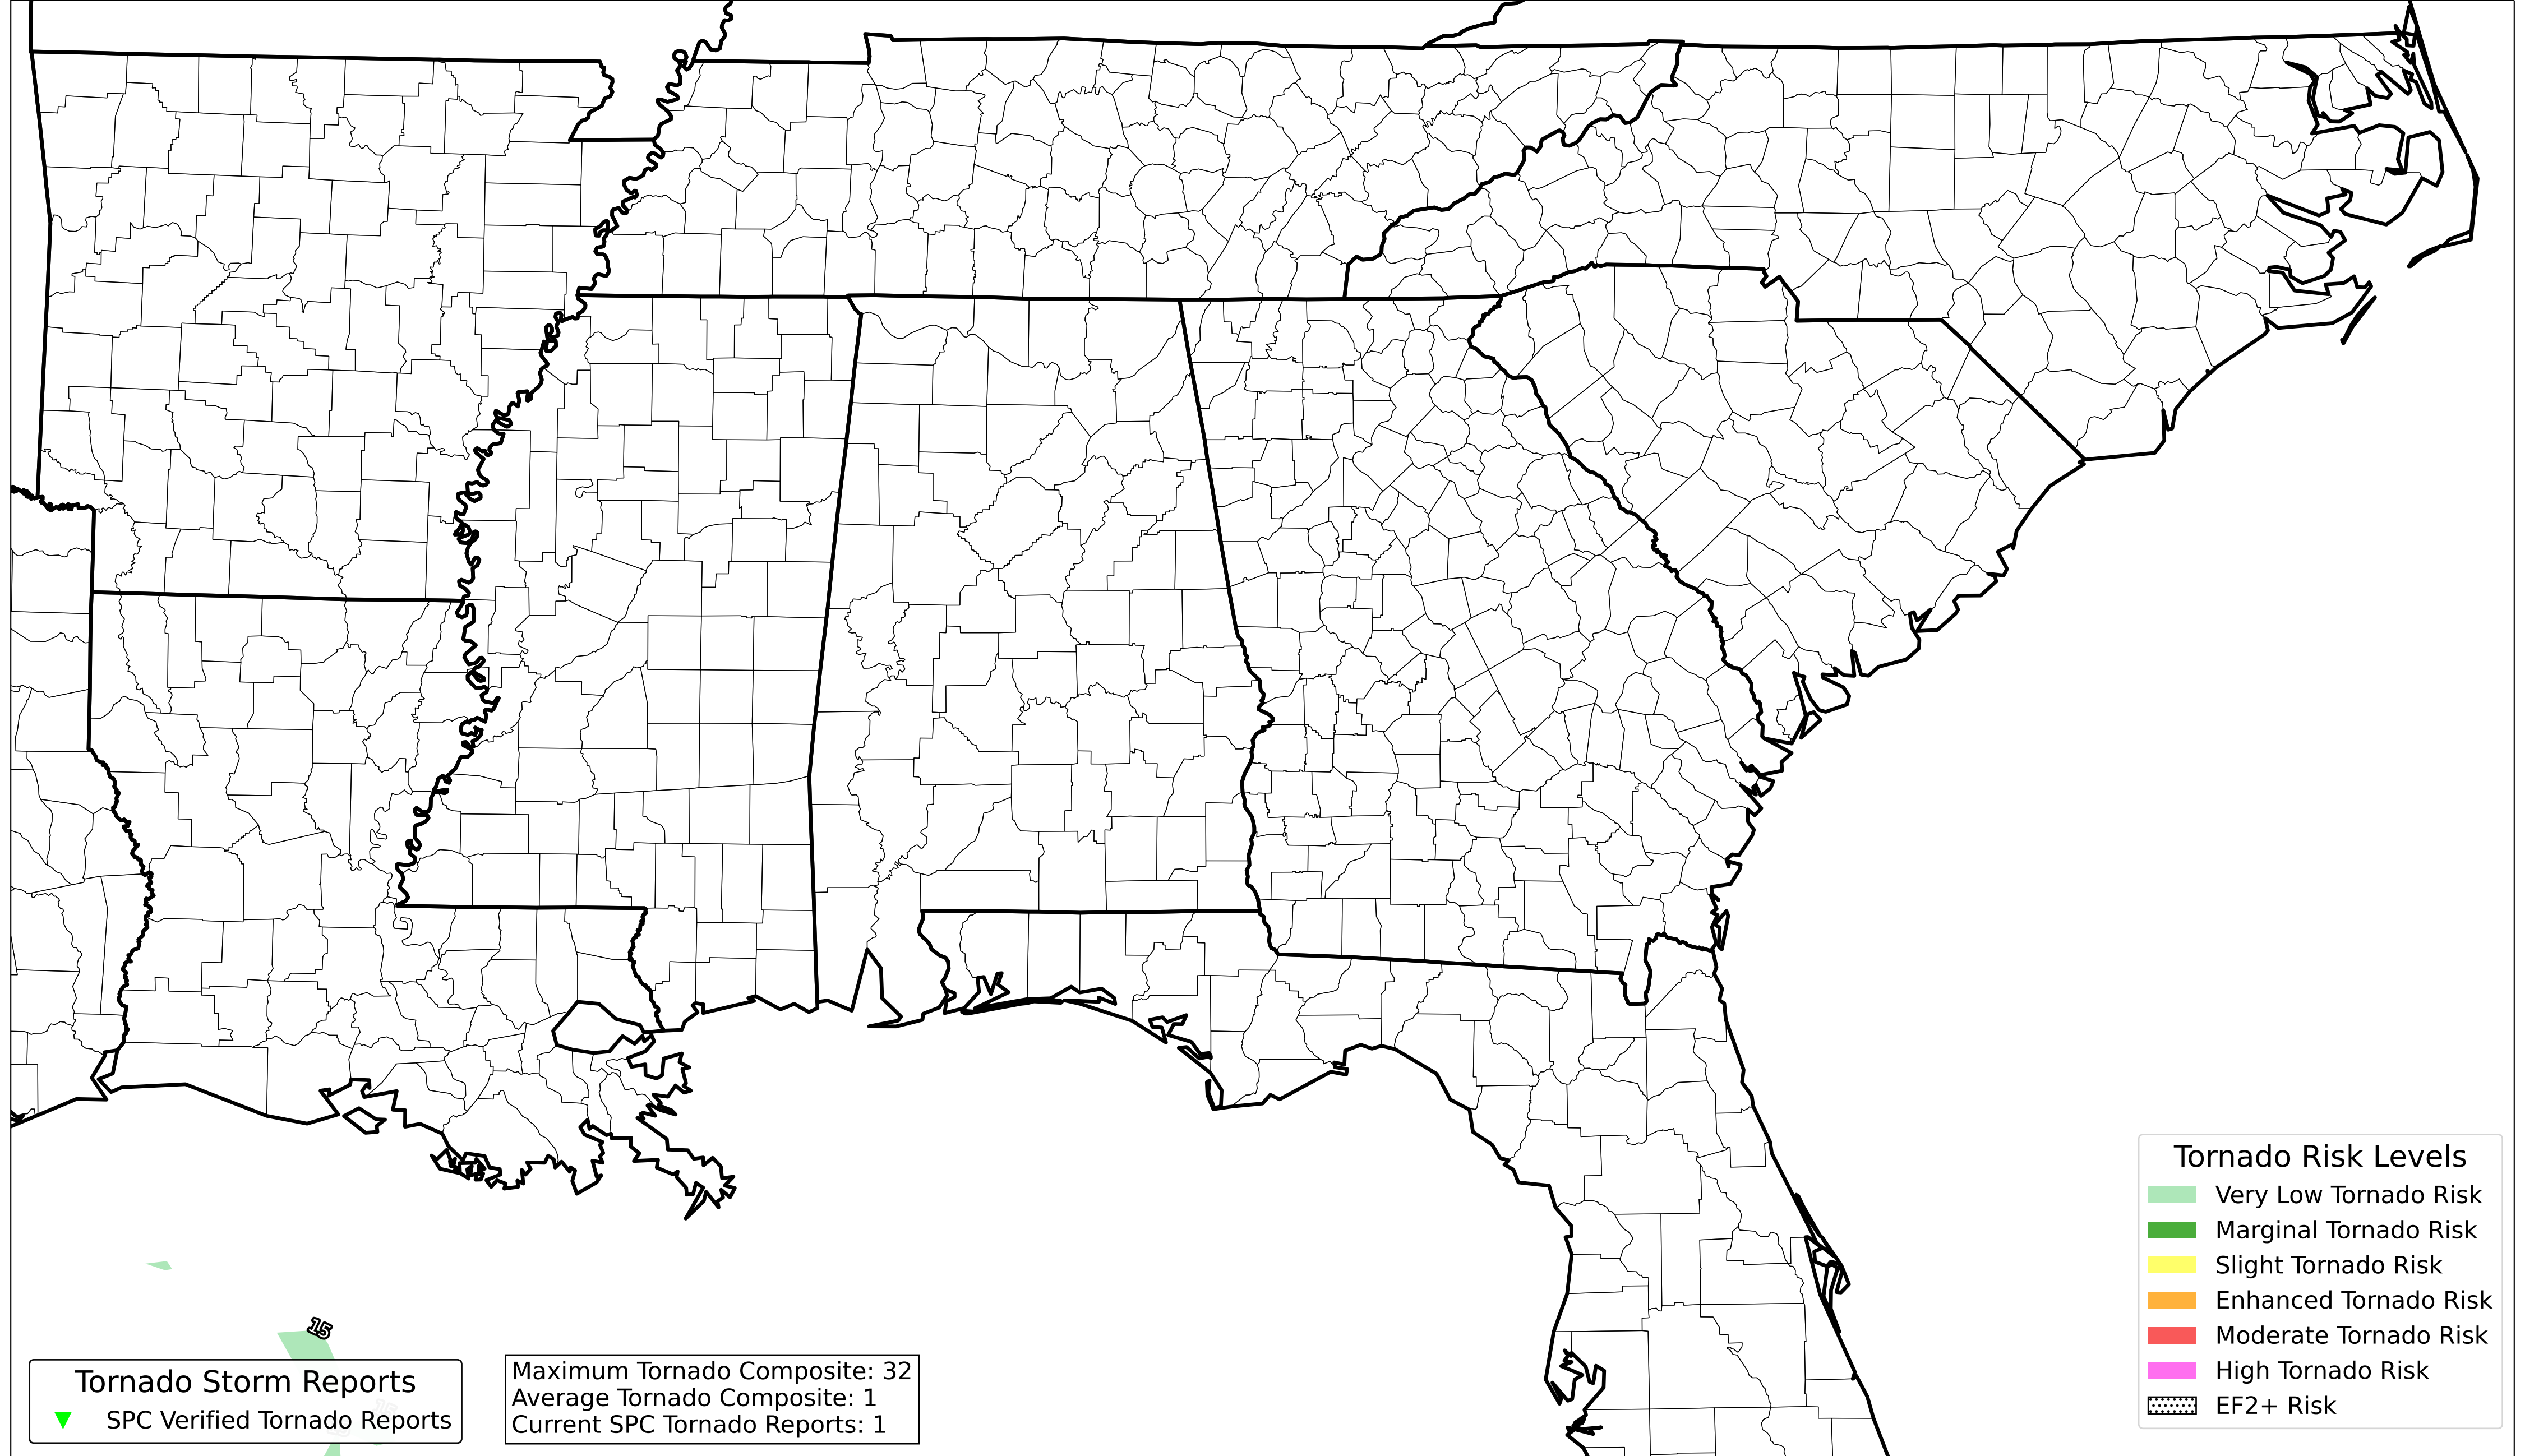 15
Tornado Storm Reports
SPC Verified Tornado Reports
Maximum Tornado Composite: 32
Average Tornado Composite: 1
Current SPC Tornado Reports: 1
Tornado Risk Levels
Very Low Tornado Risk
Marginal Tornado Risk
Slight Tornado Risk
Enhanced Tornado Risk
Moderate Tornado Risk
High Tornado Risk
EF2+ Risk